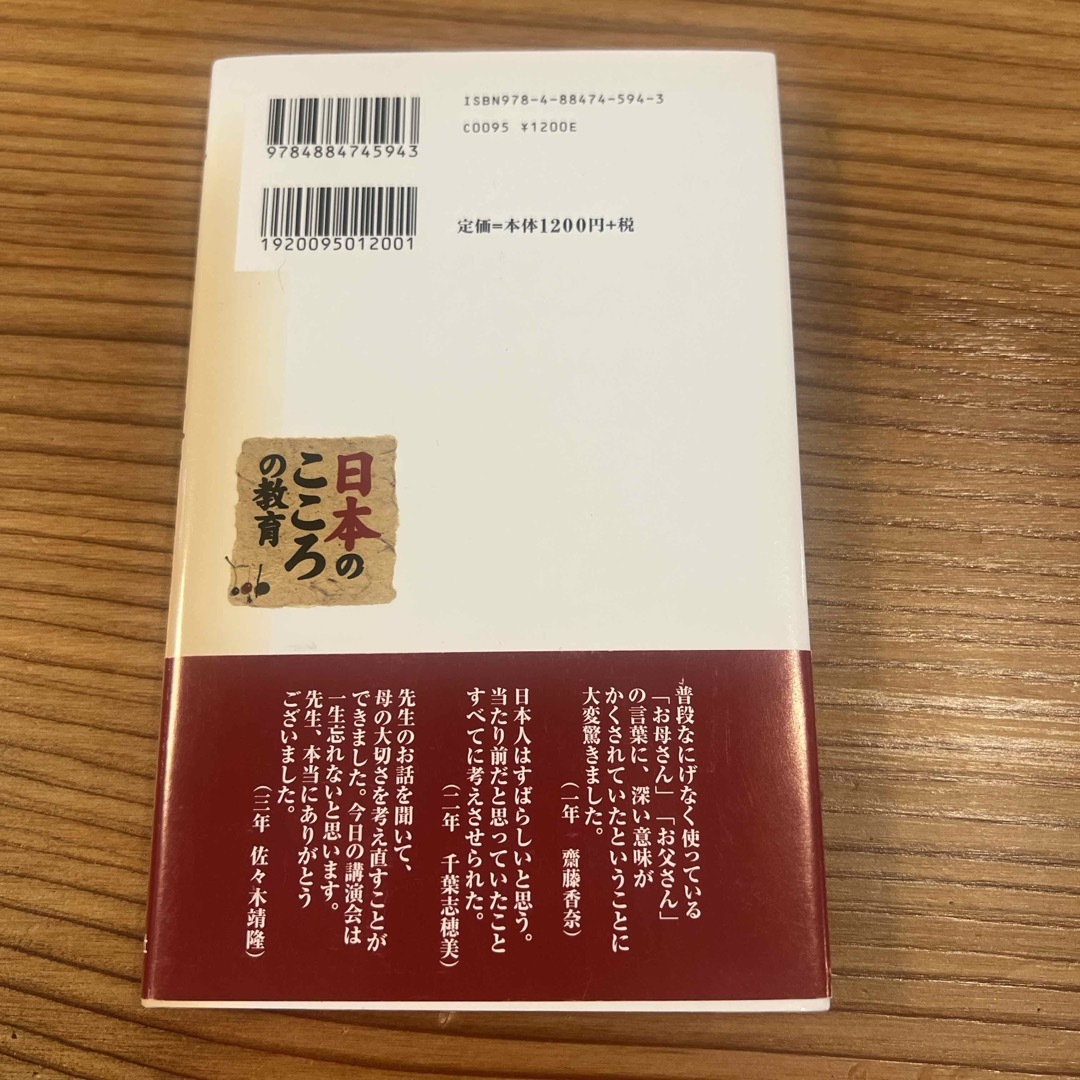 ISBN978-4-88474-594-3
C0095 ¥1200E
9784884745943
1920095012001
定価=本体1200円+税
日本の
こころ
の教育
普段なにげなく使っている
「お母さん」「お父さん」
の言葉に、深い意味が
かくされていたということに
大変驚きました。
(一年 齋藤香奈)
日本人はすばらしいと思う。
当たり前だと思っていたこと
すべてに考えさせられた。
(二年 千葉志穂美)
先生のお話を聞いて、
母の大切さを考え直すことが
できました。今日の講演会は
一生忘れないと思います。
先生、本当にありがとう
ございました。
(三年 佐々木靖隆)